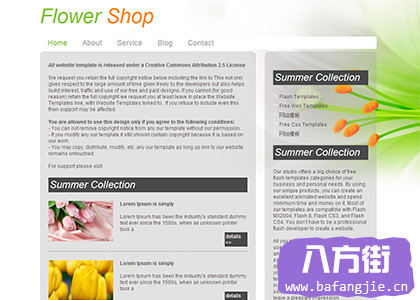 Flower Shop
Home About Service Blog Contact
All website template is released under a Creative Commons Attribution 2.5 License
We request you retain the full copyright notice below including the link to This not only
gives respect to the large amount of time given freely by the developers but also helps
build interest, traffic and use of our free and paid designs. If you cannot (for good
reason) retain the full copyright we request you at least leave in place the Website
Templates line, with Website Templates linked to . If you refuse to include even this
then support may be affected.
You are allowed to use this design only if you agree to the following conditions:
- You can not remove copyright notice from any our template without our permission.
- If you modify any our template it still should contain copyright because it is based on
our work.
- You may copy, distribute, modify, etc. any our template as long as link to our website
remains untouched.
For support please visit
Summer Collection
Lorem Ipsum is simply
Lorem Ipsum has been the industry's standard dummy
text ever since the 1500s, when an unknown printer
took a
details
>>
Lorem Ipsum is simply
Lorem Ipsum has been the industry's standard dummy
text ever since the 1500s, when an unknown printer
took a
details
Summer Collection
Flash Templates
Free Web Templates
网站模板
Free Css Templates
网站模板
Summer Collection
Our studio offers a big choice of free
flash templates categories for your
business and personal needs. By using
our unique products, you can create an
excellent animated website and spend
minimum time and money on it. Most of
our templates are compatible with Flash
Mx2004, Flash 8, Flash CS3, and Flash
CS4. You don't have to be a professional
flash developer to create a website.
leave a pleasant impression.
八方街
www.bafangjie.cn